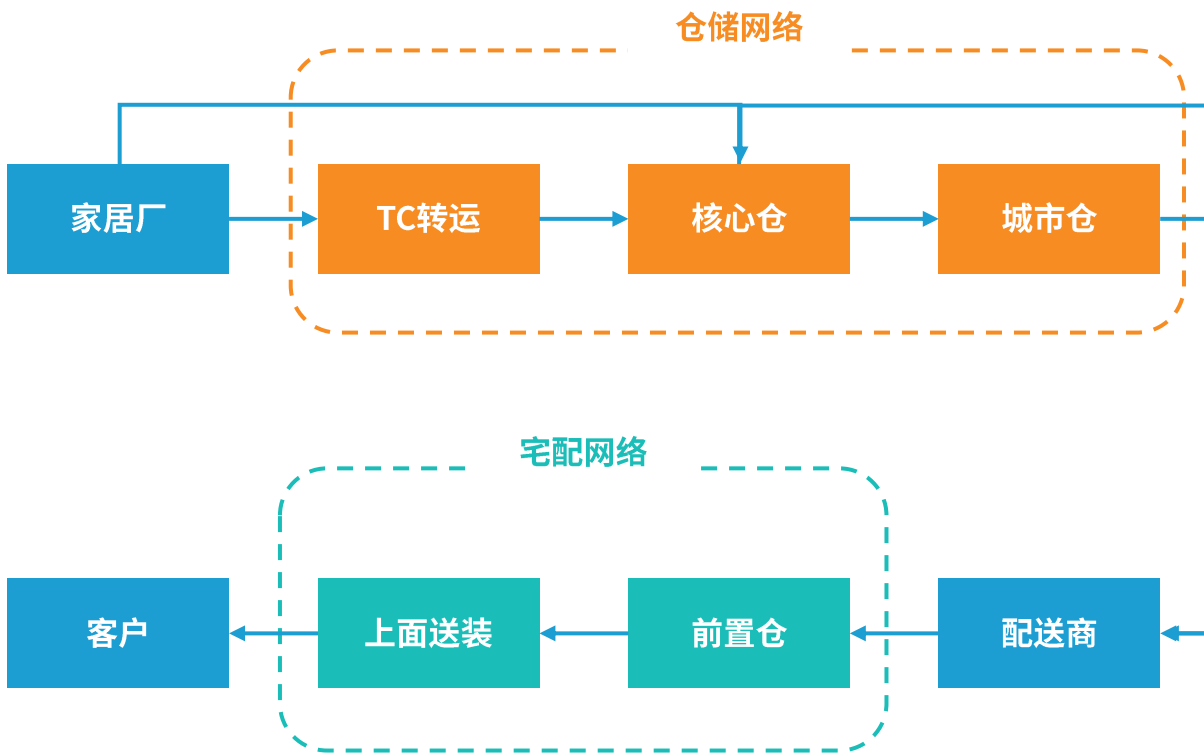 仓储网络
家居厂
TC转运
核心仓
城市仓
宅配网络
客户
上面送装
前置仓
配送商